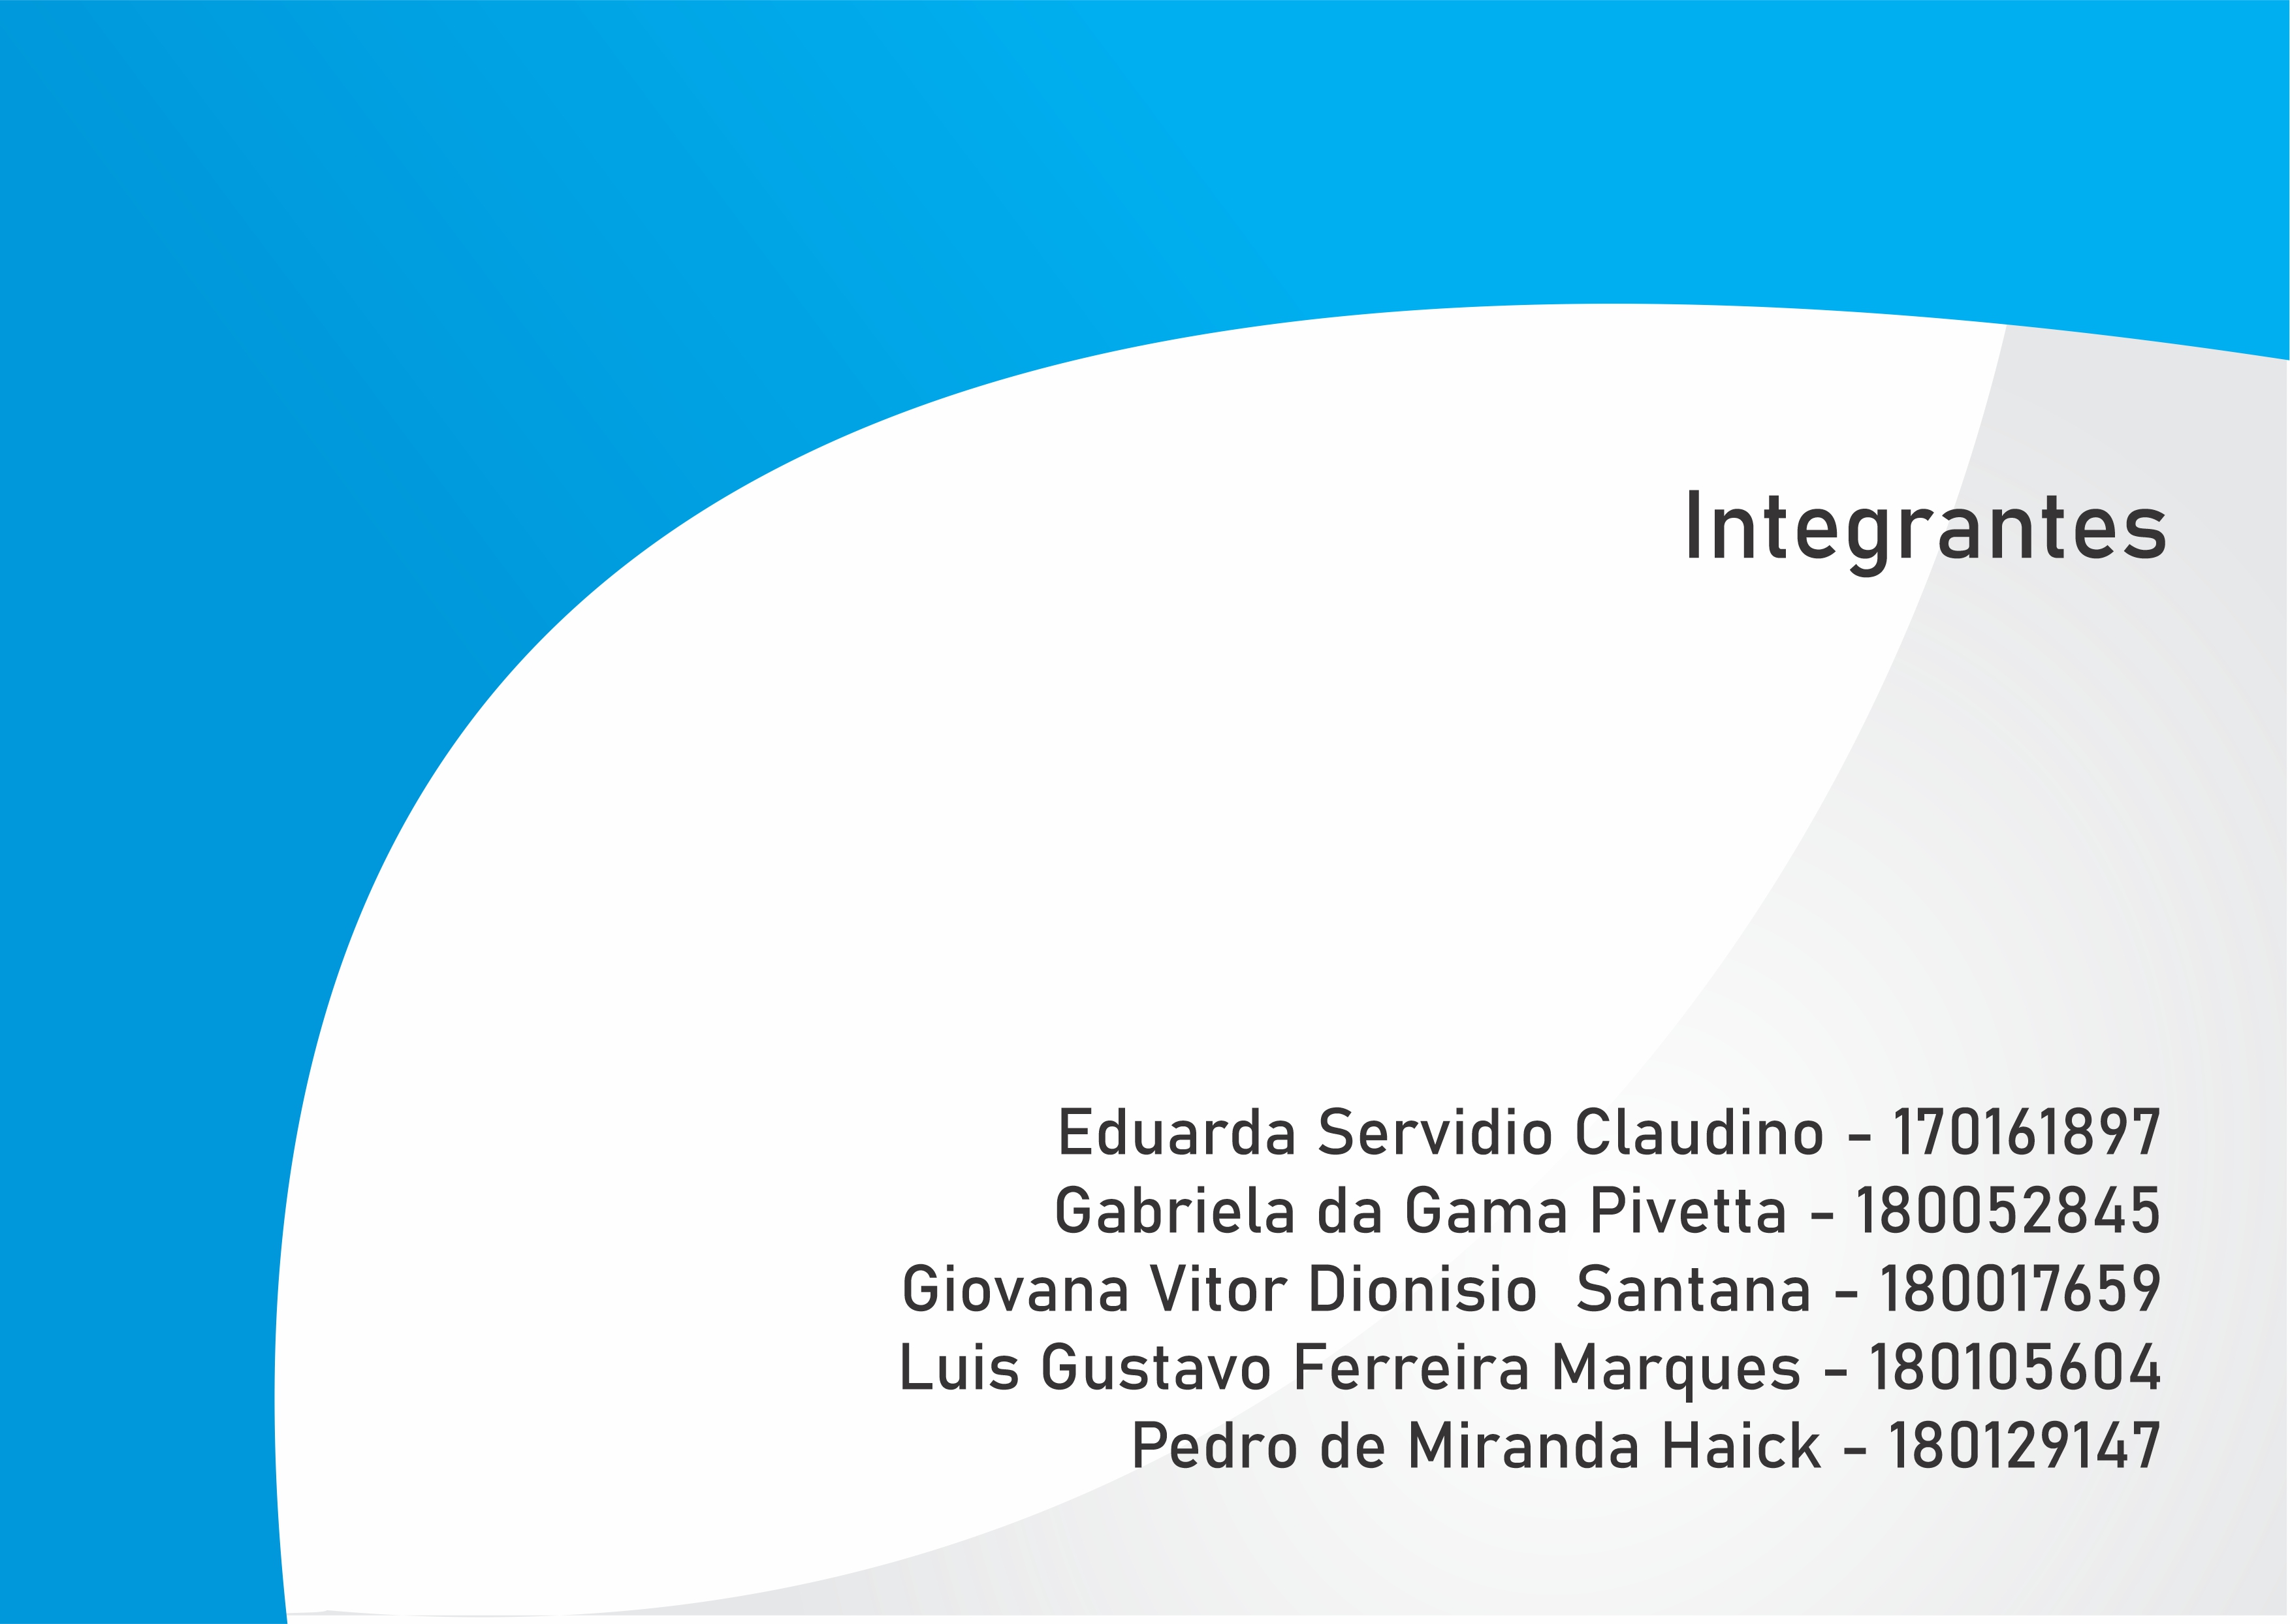 Integrantes
Eduarda Servidio Claudino - 170161897
Gabriela da Gama Pivetta - 180052845
Giovana Vitor Dionisio Santana - 180017659
Luis Gustavo Ferreira Marques - 180105604
Pedro de Miranda Haick - 180129147